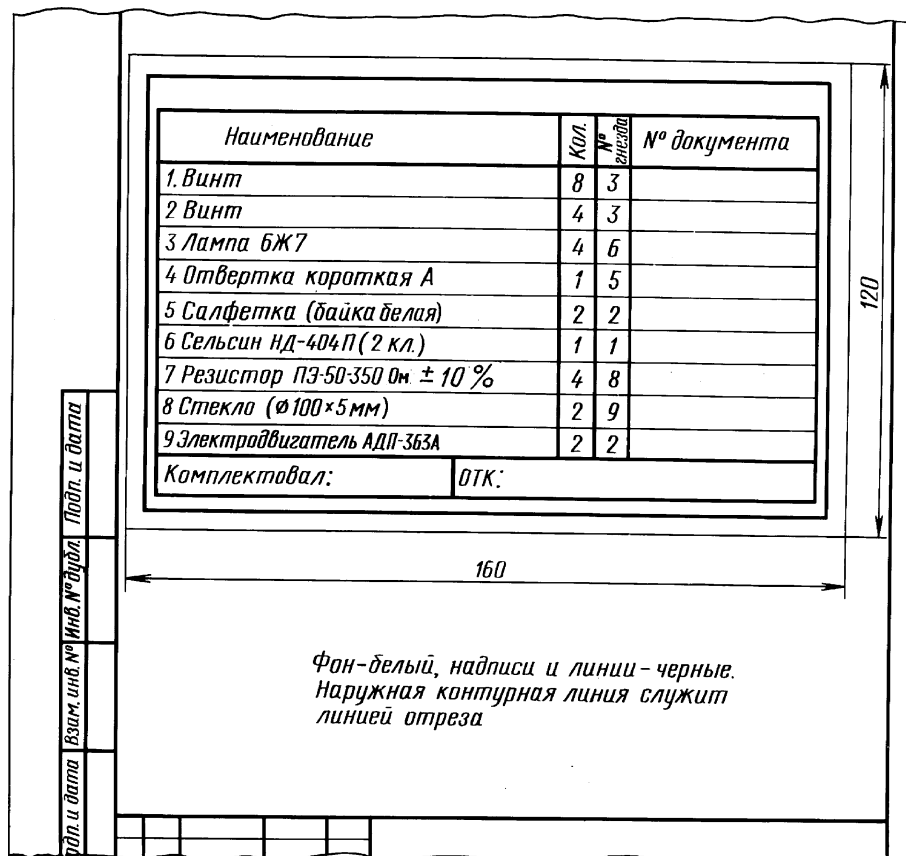 Наименование Кол. № гнезда № документа
1. Винт 8 3
2 Винт 4 3
3 Лампа 6Ж7 4 6
4 Отвертка короткая А 1 5
5 Салфетка (байка белая) 2 2
6 Сельсин НД-404П (2 кл.) 1 1
7 Резистор ПЭ-50-350 Ом ± 10 % 4 8
8 Стекло (ø100×5мм) 2 9
9 Электродвигатель АДП-363А 2 2
Комплектовал: ОТК:
120
160
Фон-белый, надписи и линии-черные.
Наружная контурная линия служит
линией отреза
Подп. и дата
Инв. № дубл.
Взам. инв. №
одп. и дата